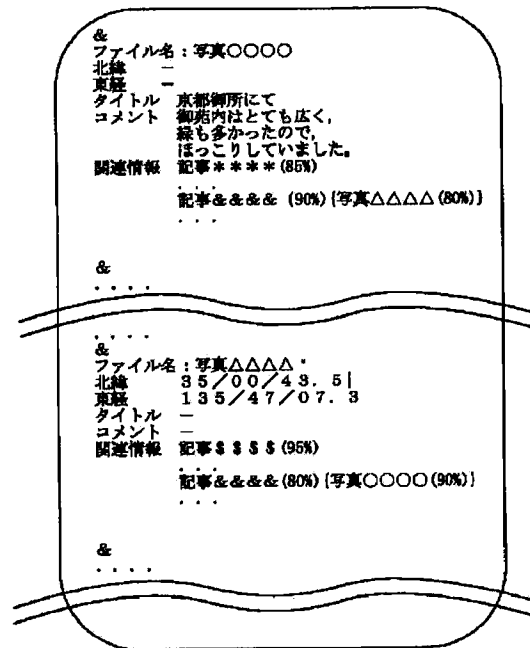 &
ファイル名：写真○○○○
北緯　－
東経　－
タイトル　京都御所にて
コメント　御苑内はとても広く，
緑も多かったので，
ほっこりしていました。
関連情報　記事＊＊＊＊(85%)
. . .
記事&&&& (90%) {写真△△△△(80%)}
. . .
&
. . . .
. . . .
&
ファイル名：写真△△△△
北緯　３５／００／４３．５
東経　１３５／４７／０７．３
タイトル　－
コメント　－
関連情報　記事＄＄＄＄(95%)
. . .
記事&&&&(80%) {写真○○○○(90%)}
. . .
&
. . . .